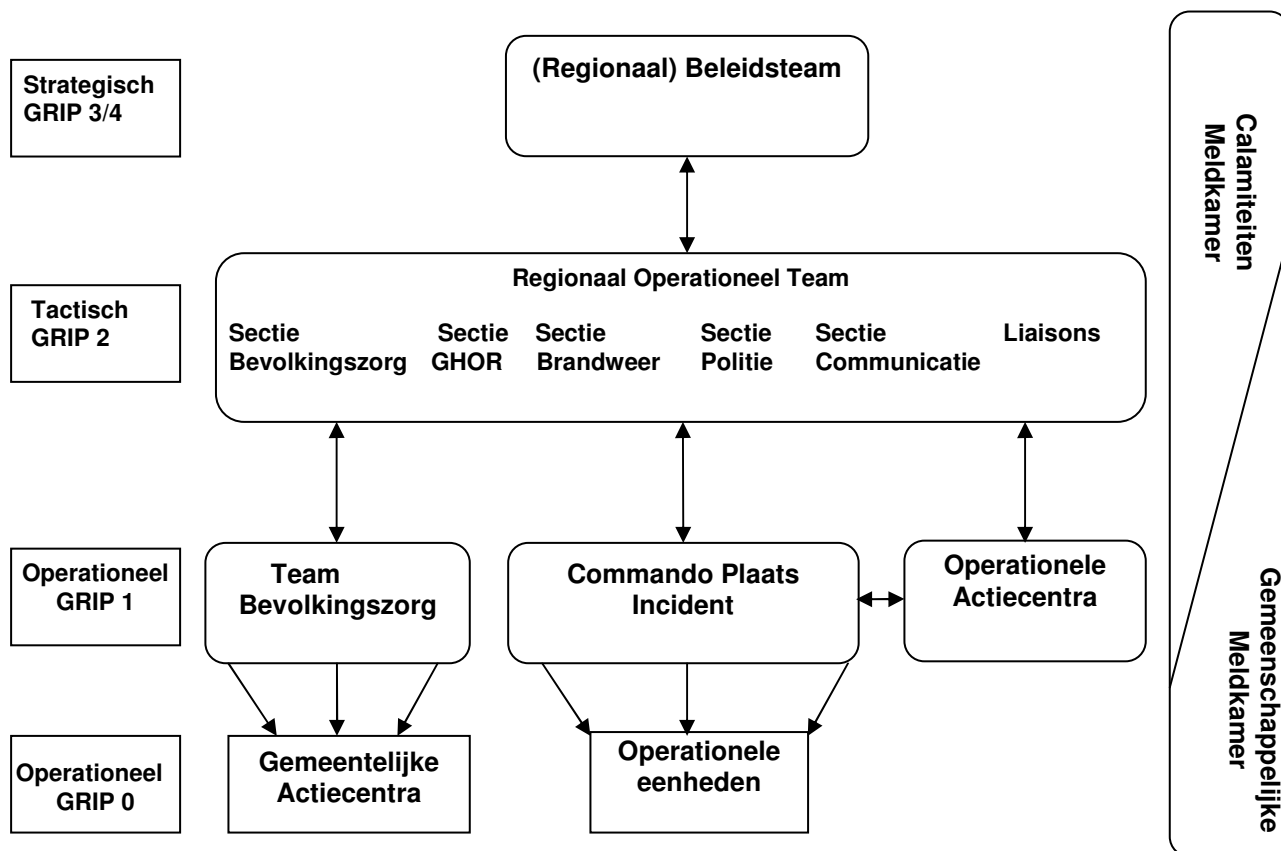 Strategisch
GRIP 3/4
(Regionaal) Beleidsteam
Calamiteiten
Meldkamer
Tactisch
GRIP 2
Regionaal Operationeel Team
Sectie
Bevolkingszorg
Sectie
GHOR
Sectie
Brandweer
Sectie
Politie
Sectie
Communicatie
Liaisons
Operationeel
GRIP 1
Team
Bevolkingszorg
Commando Plaats
Incident
Operationele
Actiecentra
Gemeenschappelijke
Meldkamer
Operationeel
GRIP 0
Gemeentelijke
Actiecentra
Operationele
eenheden